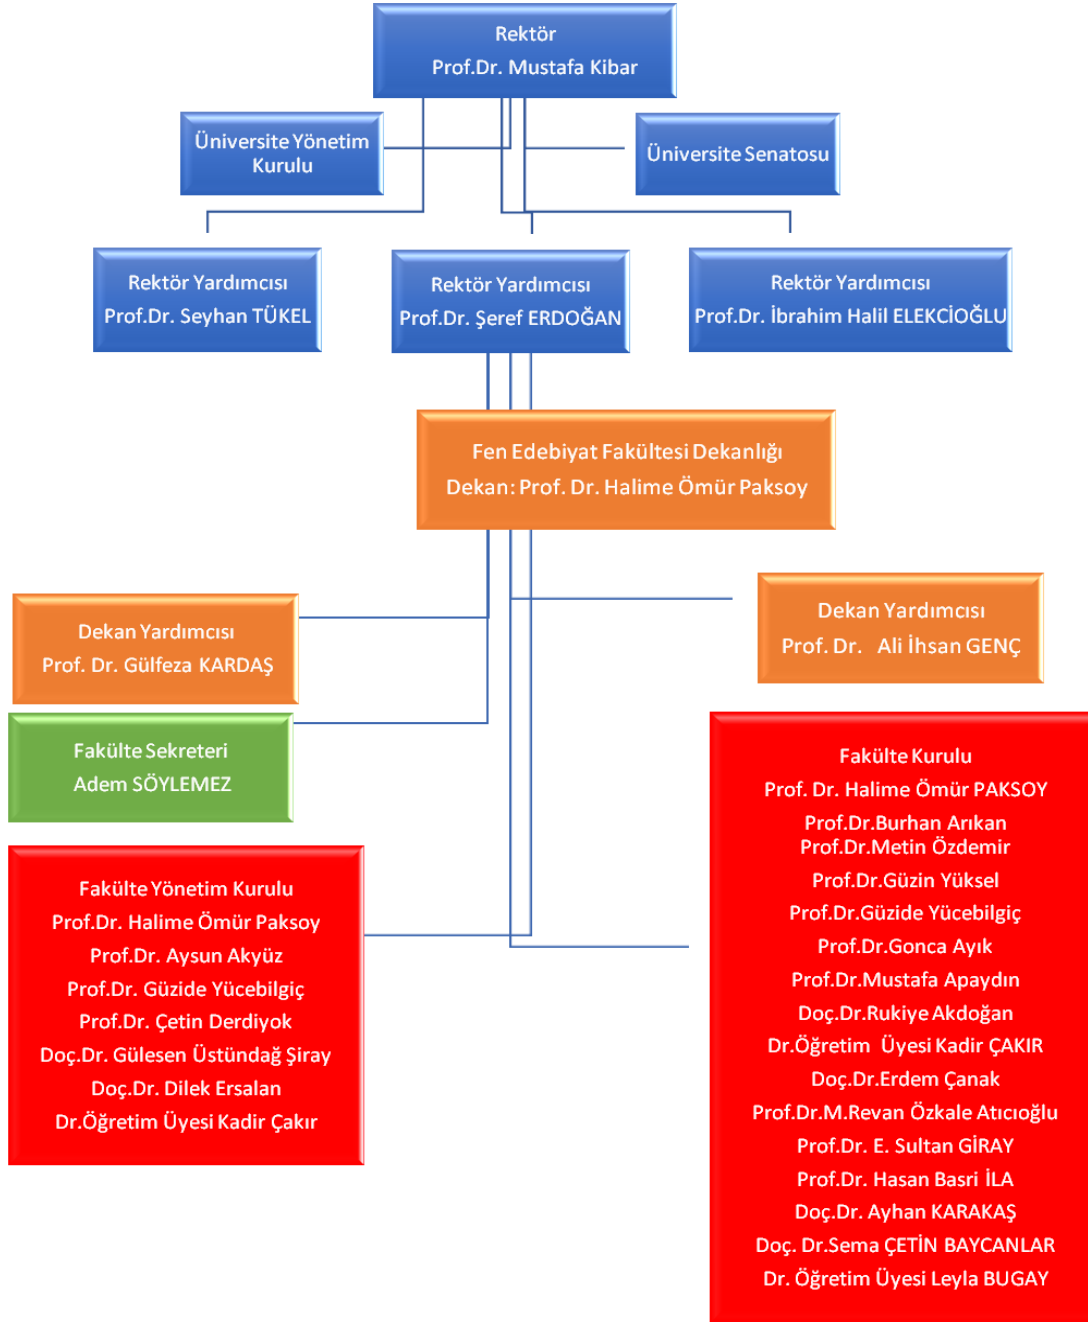 Rektör
Prof.Dr. Mustafa Kibar
Üniversite Yönetim
Kurulu
Üniversite Senatosu
Rektör Yardımcısı
Prof.Dr. Seyhan TÜKEL
Rektör Yardımcısı
Prof.Dr. Şeref ERDOĞAN
Rektör Yardımcısı
Prof.Dr. İbrahim Halil ELEKCİOĞLU
Fen Edebiyat Fakültesi Dekanlığı
Dekan: Prof. Dr. Halime Ömür Paksoy
Dekan Yardımcısı
Prof. Dr. Gülfeza KARDAŞ
Dekan Yardımcısı
Prof. Dr. Ali İhsan GENÇ
Fakülte Sekreteri
Adem SÖYLEMEZ
Fakülte Yönetim Kurulu
Prof.Dr. Halime Ömür Paksoy
Prof.Dr. Aysun Akyüz
Prof.Dr. Güzide Yücebilgiç
Prof.Dr. Çetin Derdiyok
Doç.Dr. Gülesen Üstündağ Şiray
Doç.Dr. Dilek Ersalan
Dr.Öğretim Üyesi Kadir Çakır
Fakülte Kurulu
Prof. Dr. Halime Ömür PAKSOY
Prof.Dr.Burhan Arıkan
Prof.Dr.Metin Özdemir
Prof.Dr.Güzin Yüksel
Prof.Dr.Güzide Yücebilgiç
Prof.Dr.Gonca Ayık
Prof.Dr.Mustafa Apaydın
Doç.Dr.Rukiye Akdoğan
Dr.Öğretim Üyesi Kadir ÇAKIR
Doç.Dr.Erdem Çanak
Prof.Dr.M.Revan Özkale Atıcıoğlu
Prof.Dr. E. Sultan GİRAY
Prof.Dr. Hasan Basri İLA
Doç.Dr. Ayhan KARAKAŞ
Doç. Dr.Sema ÇETİN BAYCANLAR
Dr. Öğretim Üyesi Leyla BUGAY